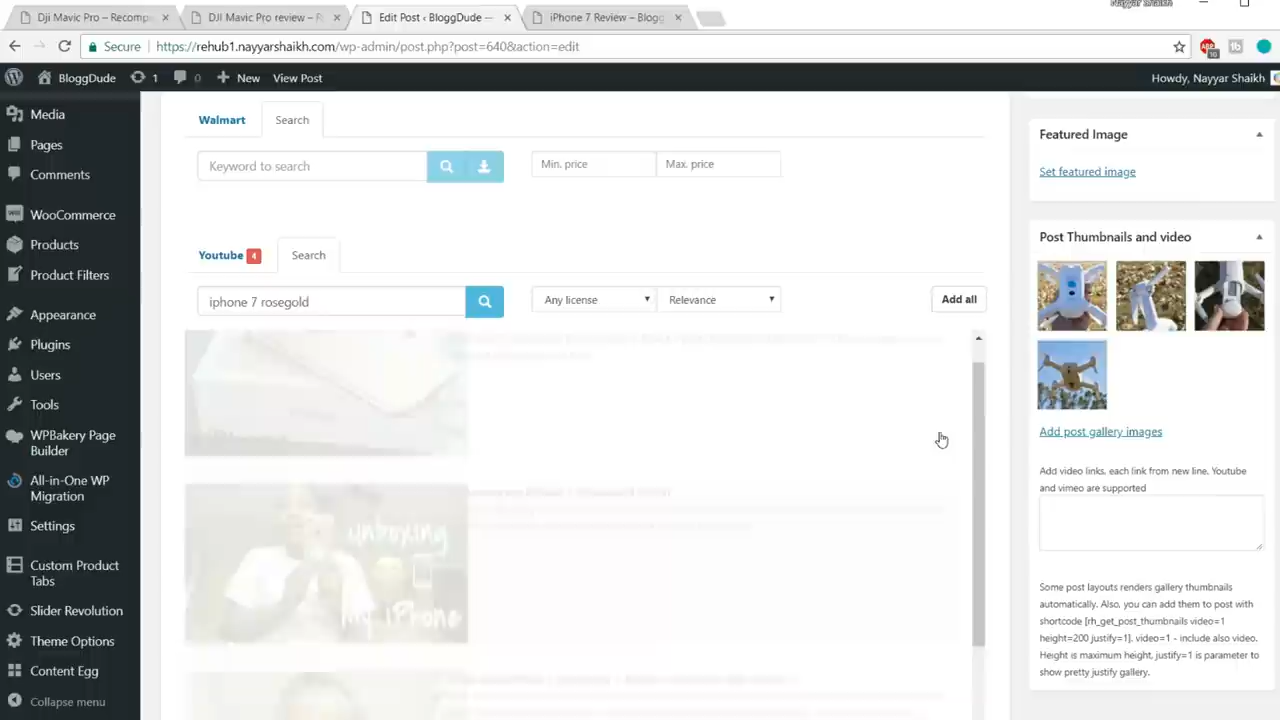 Dji Mavic Pro – Recomp
DJI Mavic Pro review – R
Edit Post ‹ BloggDude —
iPhone 7 Review – Blogg
Nayyar Shaikh
Secure
https://rehub1.nayyarshaikh.com/wp-admin/post.php?post=640&action=edit
BloggDude
1
0
New
View Post
Howdy, Nayyar Shaikh
Media
Pages
Comments
WooCommerce
Products
Product Filters
Appearance
Plugins
Users
Tools
WPBakery Page
Builder
All-in-One WP
Migration
Settings
Custom Product
Tabs
Slider Revolution
Theme Options
Content Egg
Collapse menu
Walmart
Search
Keyword to search
Min. price
Max. price
Youtube 4
Search
iphone 7 rosegold
Any license
Relevance
Add all
unboxing
my iPhone
Featured Image
Set featured image
Post Thumbnails and video
Add post gallery images
Add video links, each link from new line. Youtube
and vimeo are supported
Some post layouts renders gallery thumbnails
automatically. Also, you can add them to post with
shortcode [rh_get_post_thumbnails video=1
height=200 justify=1]. video=1 - include also video.
Height is maximum height, justify=1 is parameter to
show pretty justify gallery.